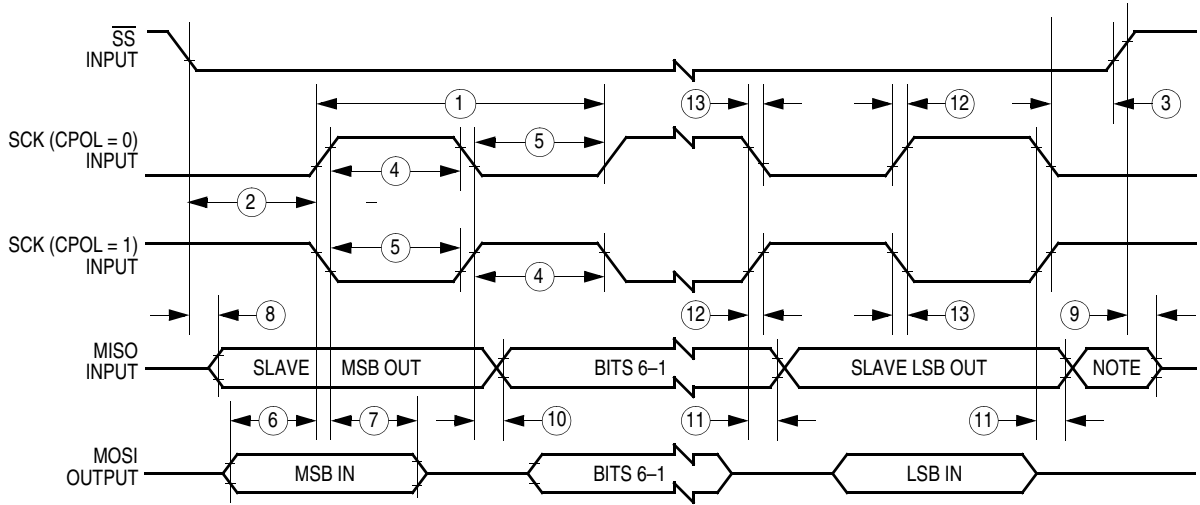 SS
INPUT
1
13
12
3
SCK (CPOL = 0)
INPUT
5
4
2
SCK (CPOL = 1)
INPUT
5
4
8
12
13
9
MISO
INPUT
SLAVE MSB OUT
BITS 6–1
SLAVE LSB OUT
NOTE
6
7
10
11
11
MOSI
OUTPUT
MSB IN
BITS 6–1
LSB IN